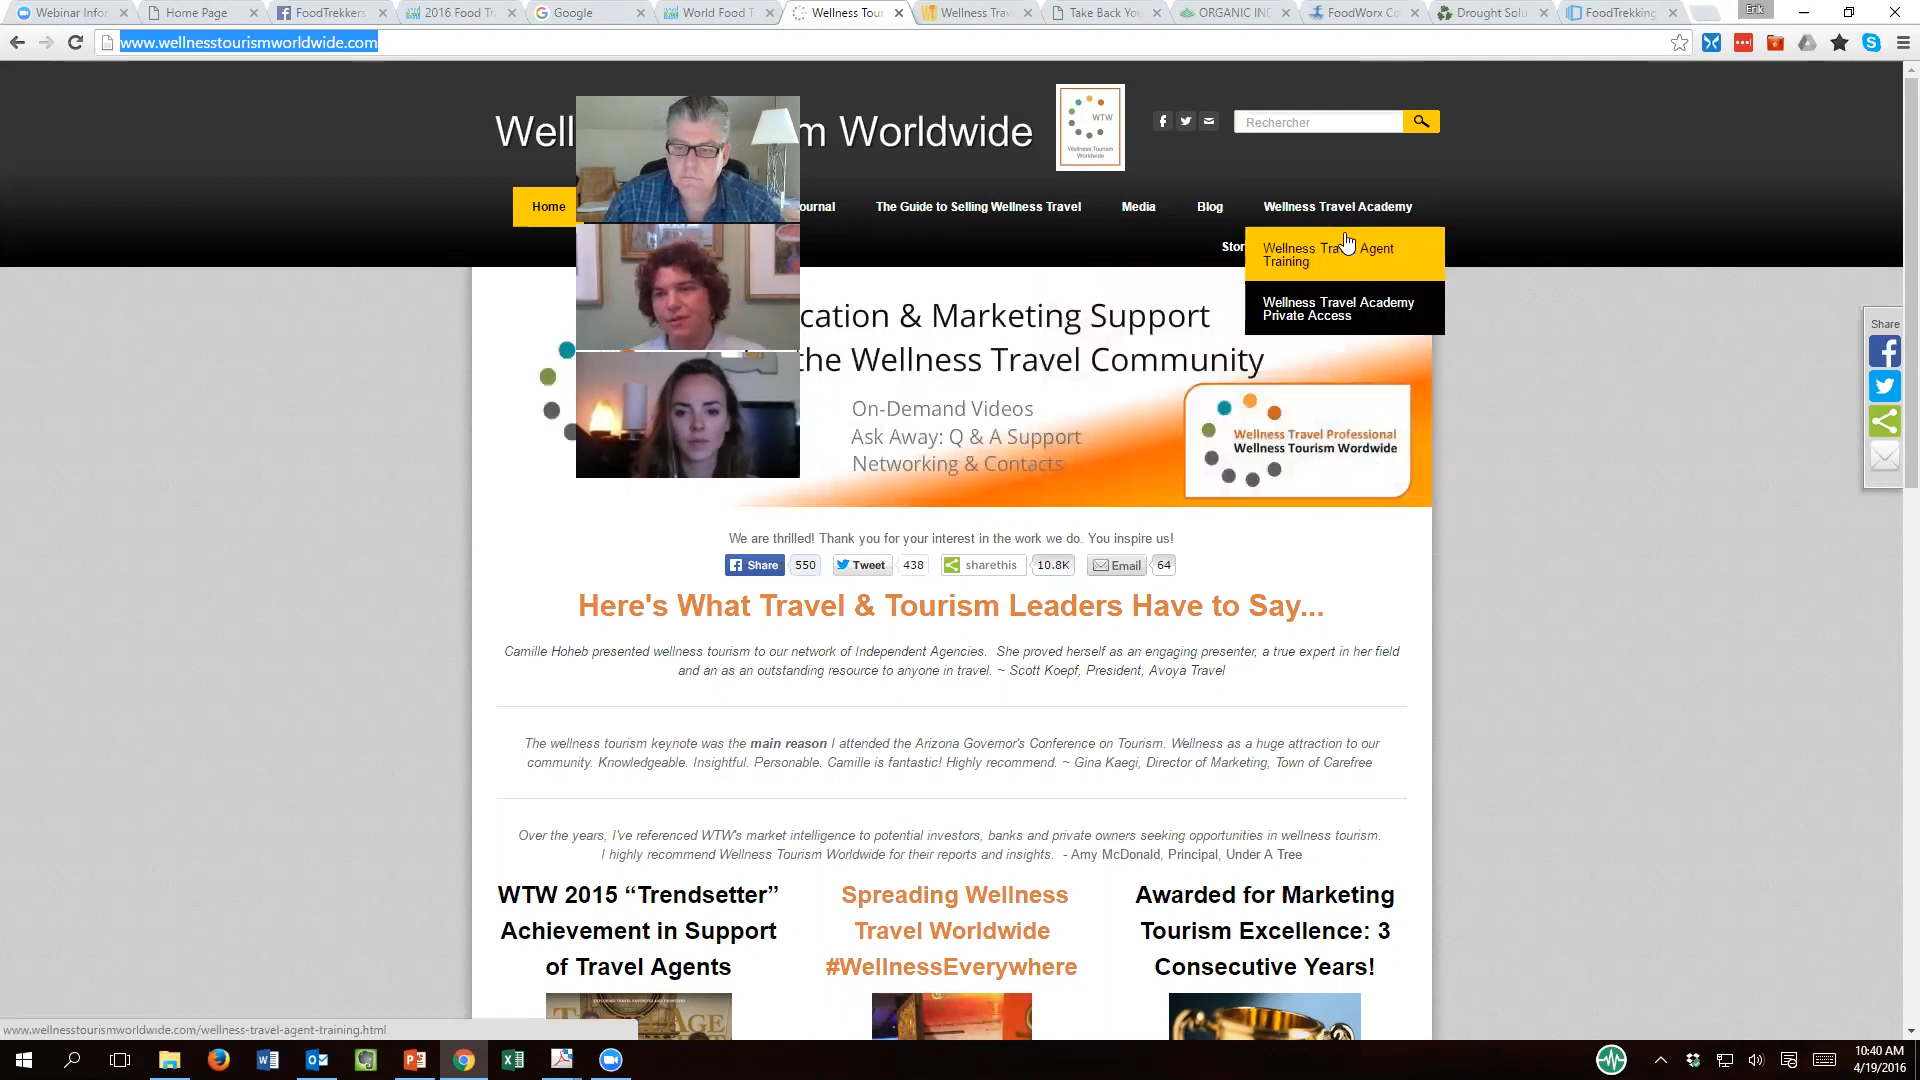 Webinar Infor
Home Page
FoodTrekkers
2016 Food Tr
Google
World Food T
Wellness Tour
Wellness Trav
Take Back You
ORGANIC IND
FoodWorx Co
Drought Solu
FoodTrekking
Erik
www.wellnesstourismworldwide.com
Well
m Worldwide
WTW
Wellness Tourism
Worldwide
Rechercher
Home
ournal
The Guide to Selling Wellness Travel
Media
Blog
Wellness Travel Academy
Stor
Wellness Tra Agent
Training
Wellness Travel Academy
Private Access
cation & Marketing Support
the Wellness Travel Community
On-Demand Videos
Ask Away: Q & A Support
Networking & Contacts
Wellness Travel Professional
Wellness Tourism Wordwide
Share
We are thrilled! Thank you for your interest in the work we do. You inspire us!
Share 550 Tweet 438 sharethis 10.8K Email 64
Here's What Travel & Tourism Leaders Have to Say...
Camille Hoheb presented wellness tourism to our network of Independent Agencies. She proved herself as an engaging presenter, a true expert in her field
and an as an outstanding resource to anyone in travel. ~ Scott Koepf, President, Avoya Travel
The wellness tourism keynote was the main reason I attended the Arizona Governor's Conference on Tourism. Wellness as a huge attraction to our
community. Knowledgeable. Insightful. Personable. Camille is fantastic! Highly recommend. ~ Gina Kaegi, Director of Marketing, Town of Carefree
Over the years, I've referenced WTW's market intelligence to potential investors, banks and private owners seeking opportunities in wellness tourism.
I highly recommend Wellness Tourism Worldwide for their reports and insights. - Amy McDonald, Principal, Under A Tree
WTW 2015 “Trendsetter”
Achievement in Support
of Travel Agents
Spreading Wellness
Travel Worldwide
#WellnessEverywhere
Awarded for Marketing
Tourism Excellence: 3
Consecutive Years!
www.wellnesstourismworldwide.com/wellness-travel-agent-training.html
10:40 AM
4/19/2016